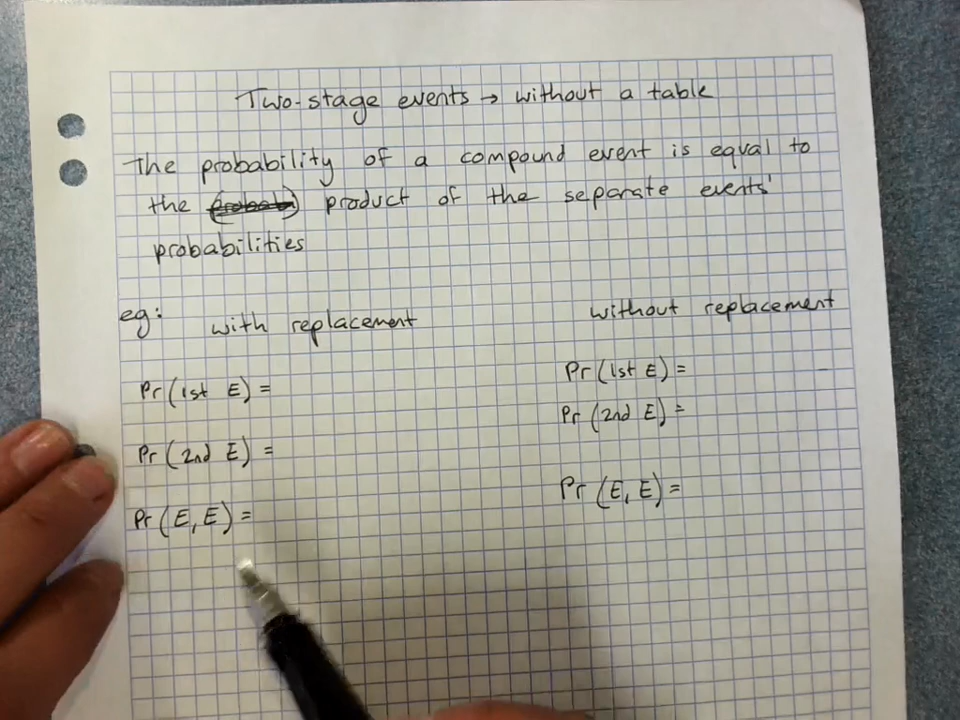 Two-stage events → without a table
The probability of a compound event is equal to
the product of the separate events'
probabilities
eg: with replacement
Pr(1st E) =
Pr(2nd E) =
Pr(E, E) =
without replacement
Pr(1st E) =
Pr(2nd E) =
Pr(E, E) =